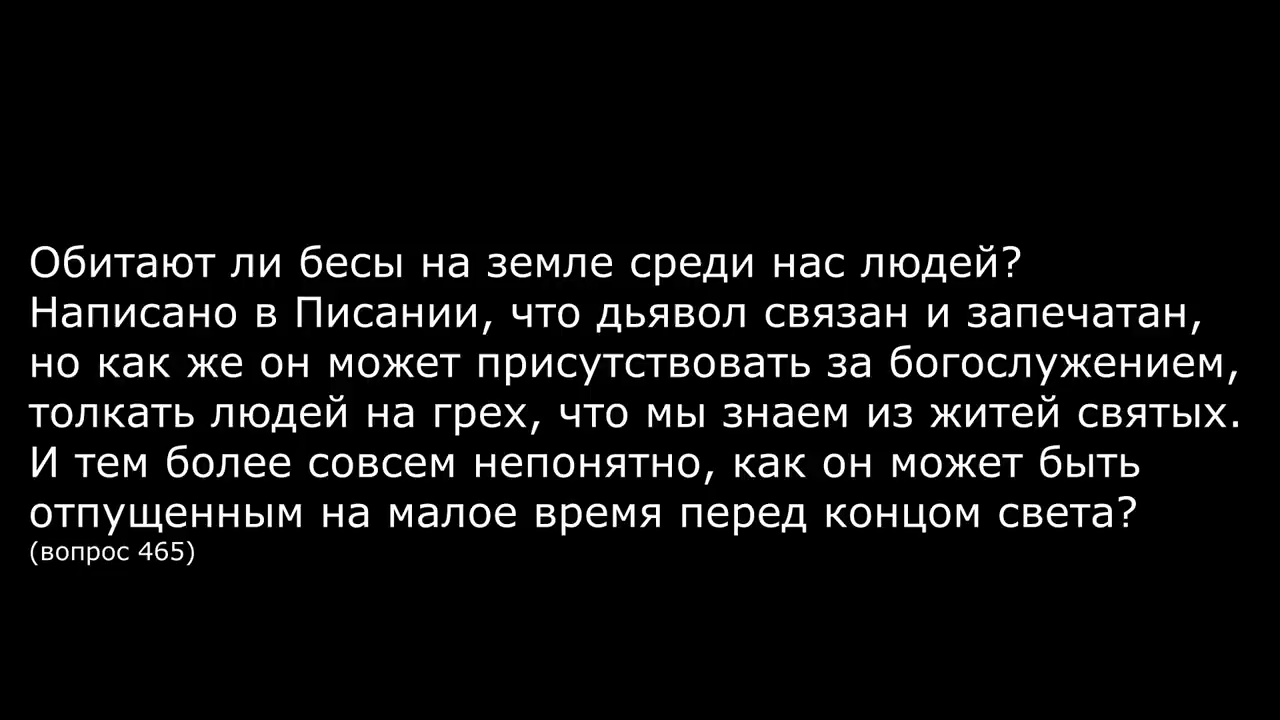 Обитают ли бесы на земле среди нас людей?
Написано в Писании, что дьявол связан и запечатан,
но как же он может присутствовать за богослужением,
толкать людей на грех, что мы знаем из житей святых.
И тем более совсем непонятно, как он может быть
отпущенным на малое время перед концом света?
(вопрос 465)